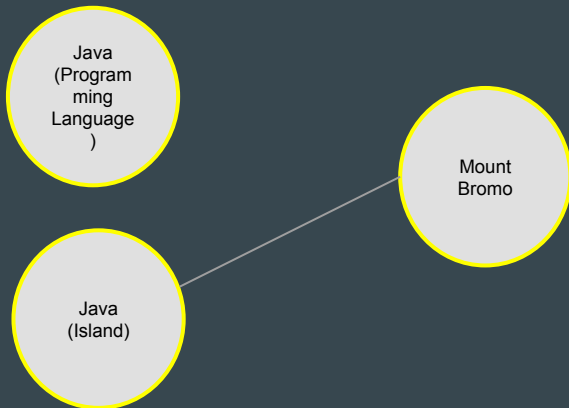 Java
(Program
ming
Language
)
Mount
Bromo
Java
(Island)